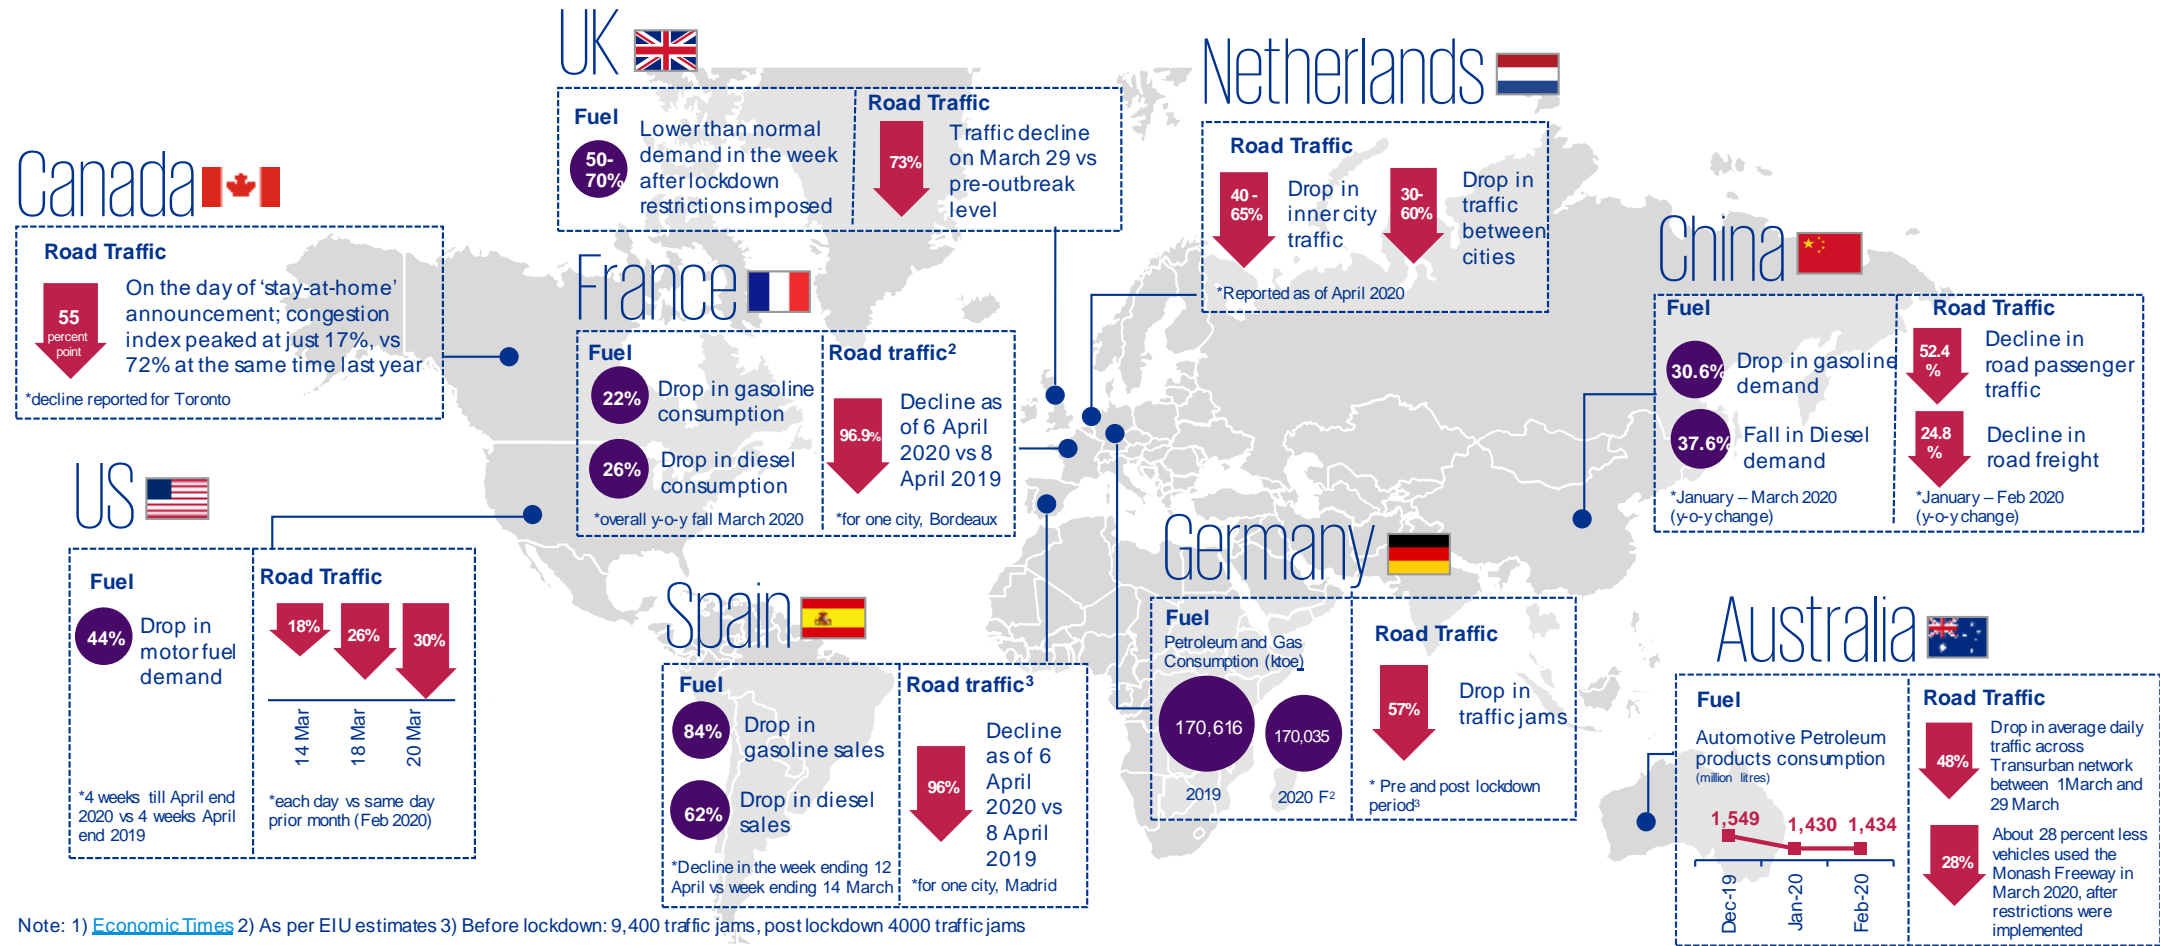 UK
Fuel
50-
70%
Lower than normal
demand in the week
after lockdown
restrictions imposed
Road Traffic
73%
Traffic decline
on March 29 vs
pre-outbreak
level
Netherlands
Road Traffic
40 -
65%
Drop in
inner city
traffic
30-
60%
Drop in
traffic
between
cities
*Reported as of April 2020
Canada
Road Traffic
55
percent
point
On the day of ‘stay-at-home’
announcement; congestion
index peaked at just 17%, vs
72% at the same time last year
*decline reported for Toronto
France
Fuel
22%
Drop in gasoline
consumption
26%
Drop in diesel
consumption
*overall y-o-y fall March 2020
Road traffic²
96.9%
Decline as
of 6 April
2020 vs 8
April 2019
*for one city, Bordeaux
China
Fuel
30.6%
Drop in gasoline
demand
37.6%
Fall in Diesel
demand
*January – March 2020
(y-o-y change)
Road Traffic
52.4
%
Decline in
road passenger
traffic
24.8
%
Decline in
road freight
*January – Feb 2020
(y-o-y change)
US
Fuel
44%
Drop in
motor fuel
demand
*4 weeks till April end
2020 vs 4 weeks April
end 2019
Road Traffic
18%
26%
30%
14 Mar
18 Mar
20 Mar
*each day vs same day
prior month (Feb 2020)
Spain
Fuel
84%
Drop in
gasoline sales
62%
Drop in diesel
sales
*Decline in the week ending 12
April vs week ending 14 March
Road traffic³
96%
Decline
as of 6
April
2020 vs
8 April
2019
*for one city, Madrid
Germany
Fuel
Petroleum and Gas
Consumption (ktoe)
170,616
170,035
2019
2020 F²
Road Traffic
57%
Drop in
traffic jams
* Pre and post lockdown
period³
Australia
Fuel
Automotive Petroleum
products consumption
(million litres)
1,549
1,430
1,434
Dec-19
Jan-20
Feb-20
Road Traffic
48%
Drop in average daily
traffic across
Transurban network
between 1March and
29 March
28%
About 28 percent less
vehicles used the
Monash Freeway in
March 2020, after
restrictions were
implemented
Note: 1) Economic Times 2) As per EIU estimates 3) Before lockdown: 9,400 traffic jams, post lockdown 4000 traffic jams